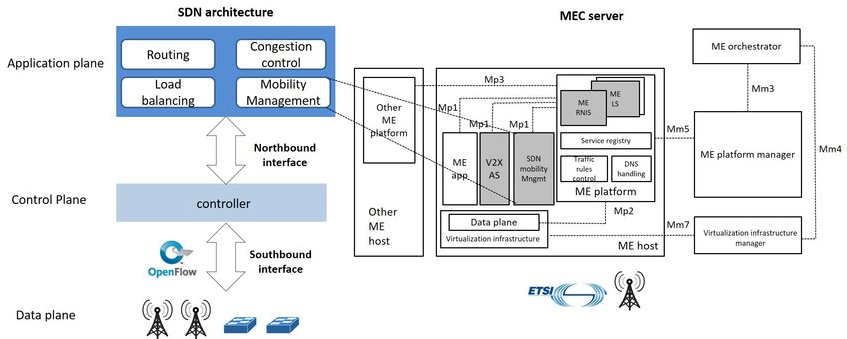 SDN architecture
MEC server
Application plane
Routing
Congestion
control
Load
balancing
Mobility
Management
Northbound
interface
Control Plane
controller
OpenFlow
Southbound
interface
Data plane
Other
ME
platform
Other
ME
host
Mp3
Mp1
Mp1
Mp1
ME
app
V2X
AS
SDN
mobility
Mngmt
ME
RNIS
ME
LS
Service registry
Traffic
rules
control
DNS
handling
ME platform
Mp2
Data plane
Virtualization infrastructure
ME host
Mm5
Mm7
ME orchestrator
Mm3
Mm4
ME platform manager
Virtualization infrastructure
manager
ETSI